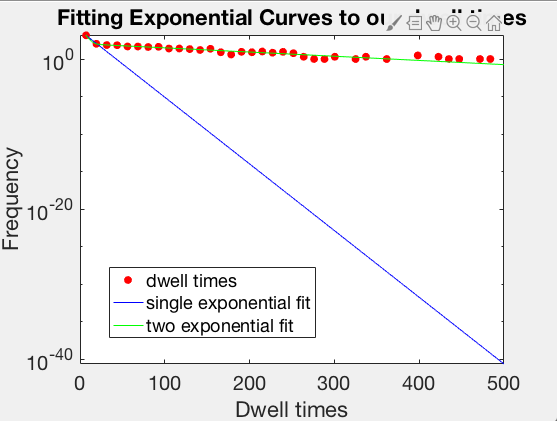 Fitting Exponential Curves to ou times
10^0
10^-20
10^-40
Frequency
dwell times
single exponential fit
two exponential fit
0 100 200 300 400 500
Dwell times